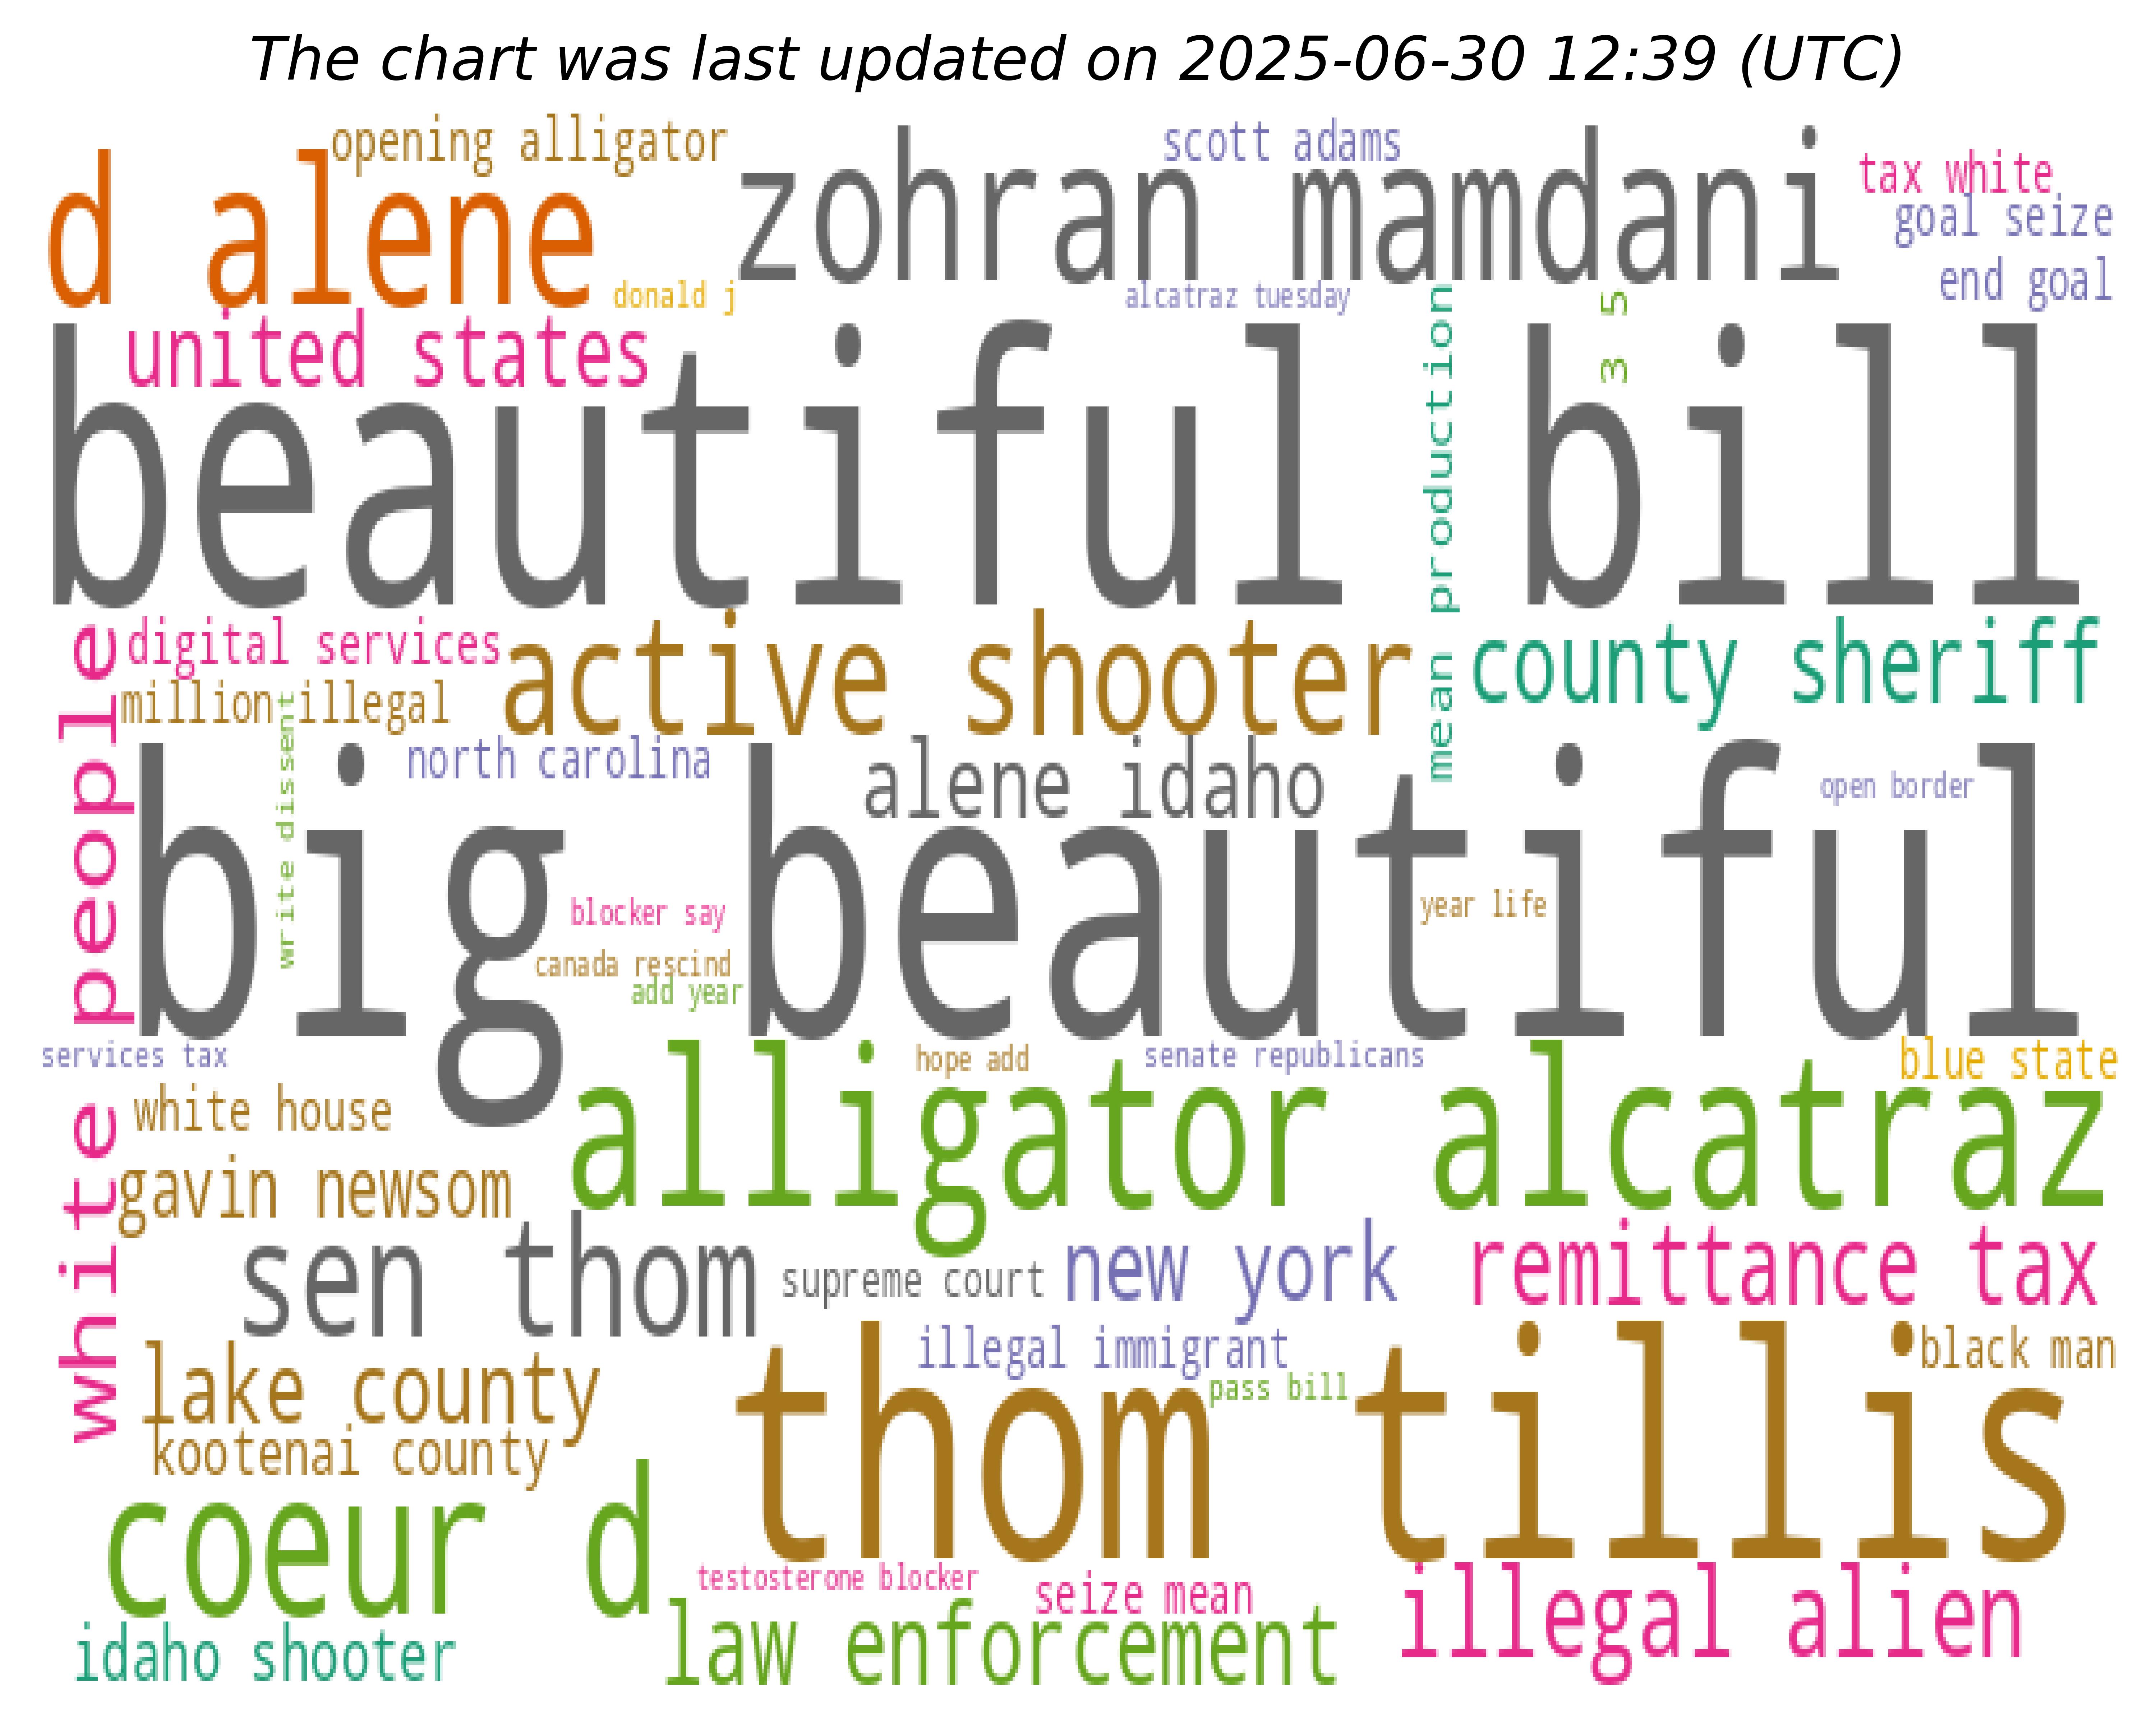 The chart was last updated on 2025-06-30 12:39 (UTC)
opening alligator
scott adams
d alene
zohran mamdani
tax white
goal seize
end goal
donald j
alcatraz tuesday
united states
mean production
3 5
beautiful bill
white people
digital services
active shooter
county sheriff
million illegal
write dissent
north carolina
alene idaho
open border
big beautiful
blocker say
year life
canada rescind
add year
services tax
hope add
senate republicans
blue state
white house
alligator alcatraz
gavin newsom
sen thom
supreme court
new york
remittance tax
illegal immigrant
black man
lake county
pass bill
kootenai county
thom tillis
coeur d
testosterone blocker
seize mean
illegal alien
idaho shooter
law enforcement